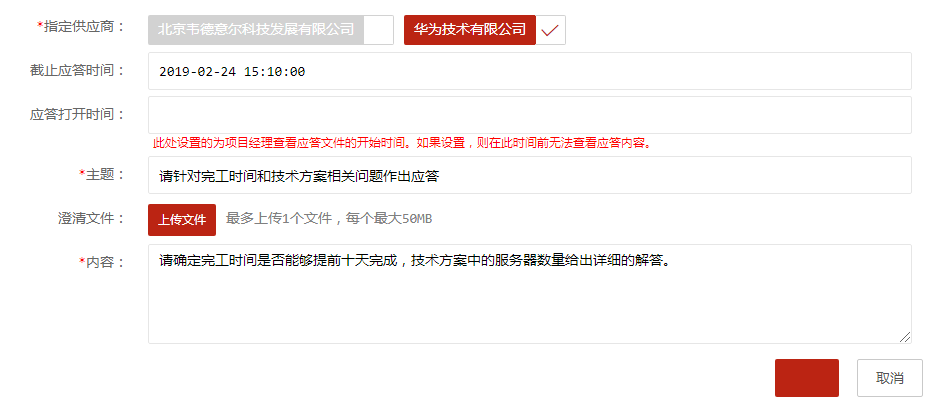 *指定供应商： 北京韦德意尔科技发展有限公司 华为技术有限公司
截止应答时间： 2019-02-24 15:10:00
应答打开时间：
此处设置的为项目经理查看应答文件的开始时间。如果设置，则在此时间前无法查看应答内容。
*主题： 请针对完工时间和技术方案相关问题作出应答
澄清文件： 上传文件 最多上传1个文件，每个最大50MB
*内容： 请确定完工时间是否能够提前十天完成，技术方案中的服务器数量给出详细的解答。
取消